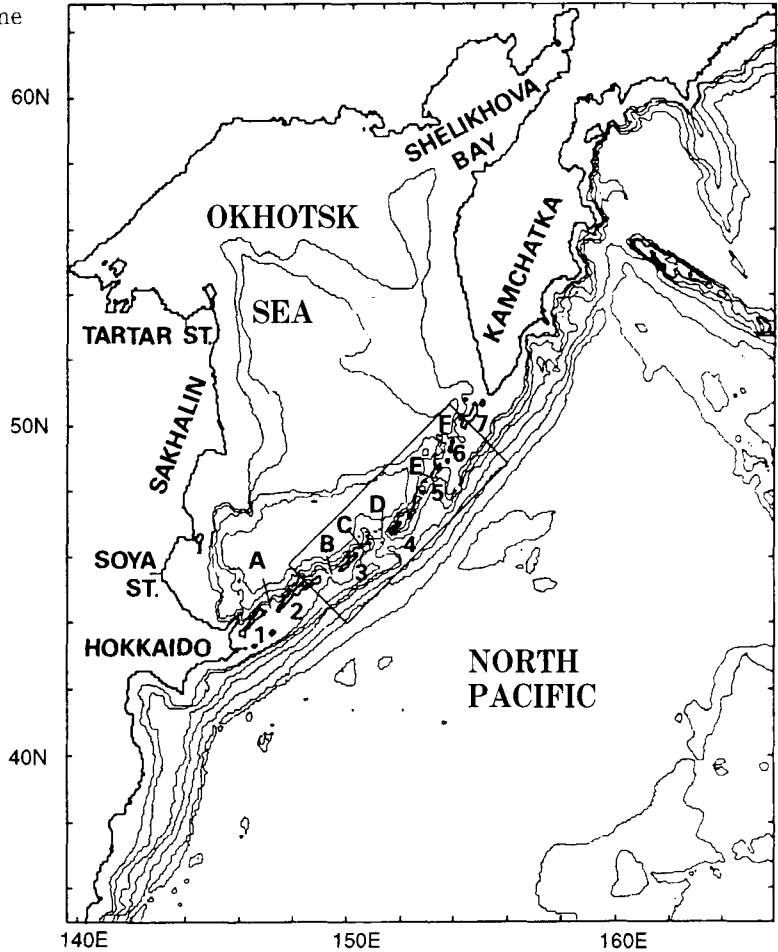 ne
60N
SHELIKHOVA
BAY
OKHOTSK
KAMCHATKA
SEA
TARTAR ST.
SAKHALIN
50N
F
7
6
E
5
D
C
4
B
3
SOYA
ST.
A
2
1
HOKKAIDO
NORTH
PACIFIC
40N
140E
150E
160E